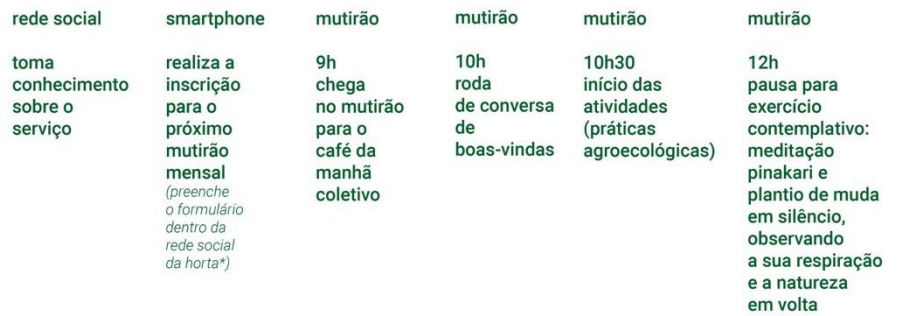 rede social
toma
conhecimento
sobre o
serviço
smartphone
realiza a
inscrição
para o
próximo
mutirão
mensal
(preenche
o formulário
dentro da
rede social
da horta*)
mutirão
9h
chega
no mutirão
para o
café da
manhã
coletivo
mutirão
10h
roda
de conversa
de
boas-vindas
mutirão
10h30
início das
atividades
(práticas
agroecológicas)
mutirão
12h
pausa para
exercício
contemplativo:
meditação
pinakari e
plantio de muda
em silêncio,
observando
a sua respiração
e a natureza
em volta